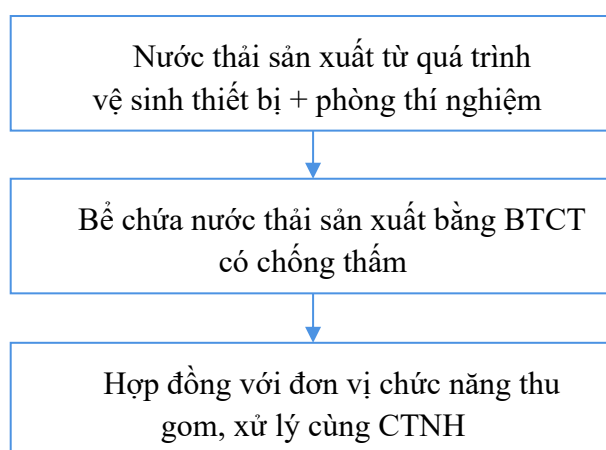 Nước thải sản xuất từ quá trình
vệ sinh thiết bị + phòng thí nghiệm
Bể chứa nước thải sản xuất bằng BTCT
có chống thấm
Hợp đồng với đơn vị chức năng thu
gom, xử lý cùng CTNH